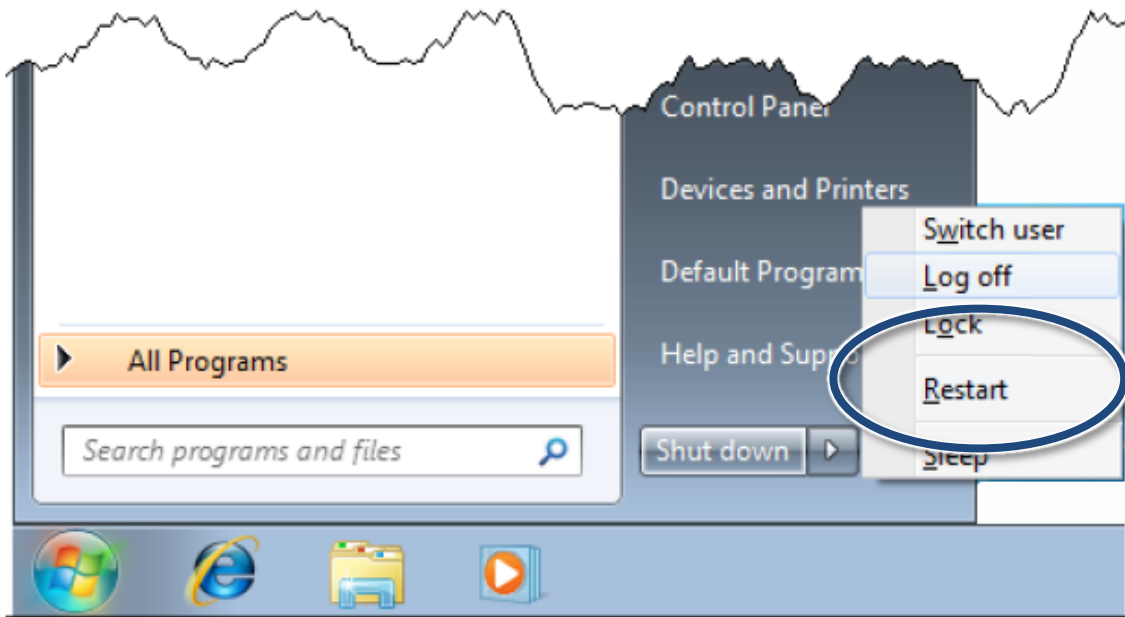 Control Panel
Devices and Printers
Default Program
Help and Suppo
Switch user
Log off
Lock
Restart
Sleep
All Programs
Search programs and files
Shut down